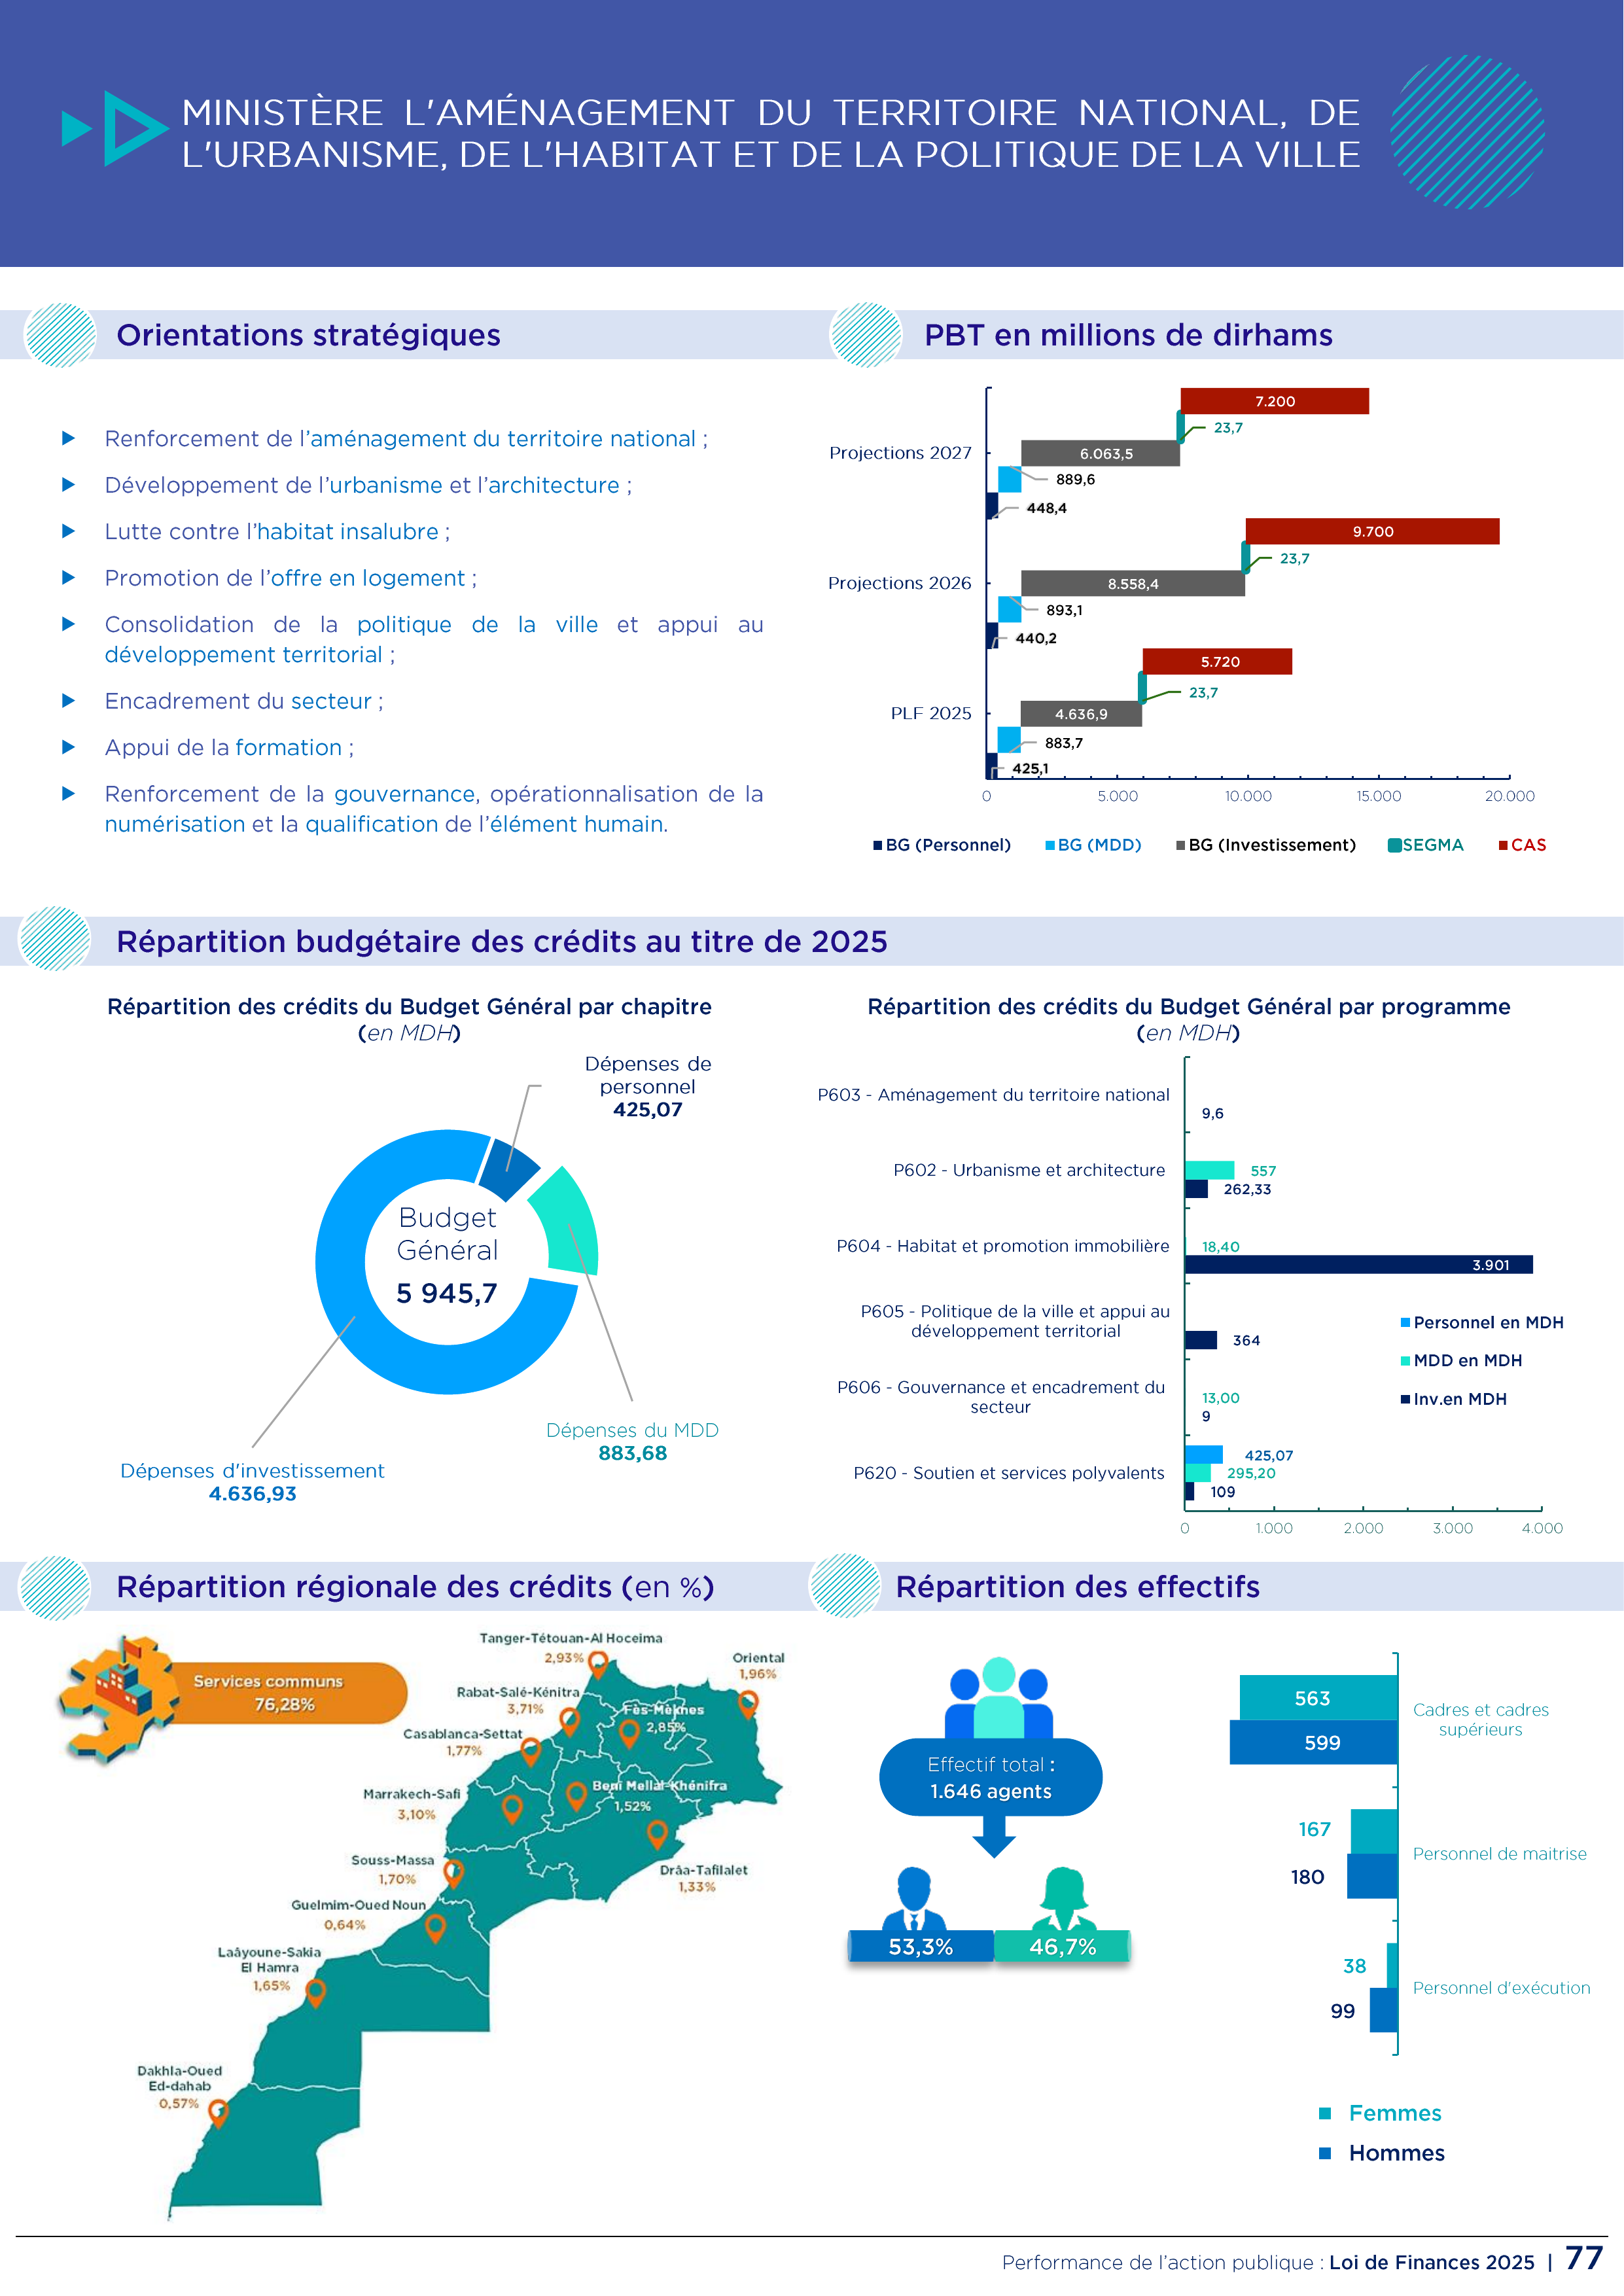 MINISTÈRE L'AMÉNAGEMENT DU TERRITOIRE NATIONAL, DE
L'URBANISME, DE L'HABITAT ET DE LA POLITIQUE DE LA VILLE
Orientations stratégiques
Renforcement de l'aménagement du territoire national ;
Développement de l'urbanisme et l'architecture ;
Lutte contre l'habitat insalubre ;
Promotion de l'offre en logement ;
Consolidation de la politique de la ville et appui au
développement territorial ;
Encadrement du secteur ;
Appui de la formation ;
Renforcement de la gouvernance, opérationnalisation de la
numérisation et la qualification de l'élément humain.
PBT en millions de dirhams
7.200
23,7
Projections 2027
6.063,5
889,6
448,4
9.700
23,7
Projections 2026
8.558,4
893,1
440,2
5.720
23,7
PLF 2025
4.636,9
883,7
425,1
0 5.000 10.000 15.000 20.000
BG (Personnel) BG (MDD) BG (Investissement) SEGMA CAS
Répartition budgétaire des crédits au titre de 2025
Répartition des crédits du Budget Général par chapitre
(en MDH)
Dépenses de
personnel
425,07
Budget
Général
5 945,7
Dépenses du MDD
883,68
Dépenses d'investissement
4.636,93
Répartition des crédits du Budget Général par programme
(en MDH)
P603 - Aménagement du territoire national
9,6
P602 - Urbanisme et architecture
557
262,33
P604 - Habitat et promotion immobilière
18,40
3.901
P605 - Politique de la ville et appui au
développement territorial
364
P606 - Gouvernance et encadrement du
secteur
13,00
9
P620 - Soutien et services polyvalents
425,07
295,20
109
0 1.000 2.000 3.000 4.000
Personnel en MDH
MDD en MDH
Inv.en MDH
Répartition régionale des crédits (en %)
Services communs
76,28%
Tanger-Tétouan-Al Hoceima
2,93%
Oriental
1,96%
Rabat-Salé-Kénitra
3,71%
Fès-Mèknes
2,85%
Casablanca-Settat
1,77%
Beni Mellal-Khénifra
1,52%
Marrakech-Safi
3,10%
Drâa-Tafilalet
1,33%
Souss-Massa
1,70%
Guelmim-Oued Noun
0,64%
Laâyoune-Sakia
El Hamra
1,65%
Dakhla-Oued
Ed-dahab
0,57%
Répartition des effectifs
Effectif total :
1.646 agents
53,3% 46,7%
563
599
Cadres et cadres
supérieurs
167
180
Personnel de maitrise
38
99
Personnel d'exécution
Femmes
Hommes
Performance de l'action publique : Loi de Finances 2025 | 77